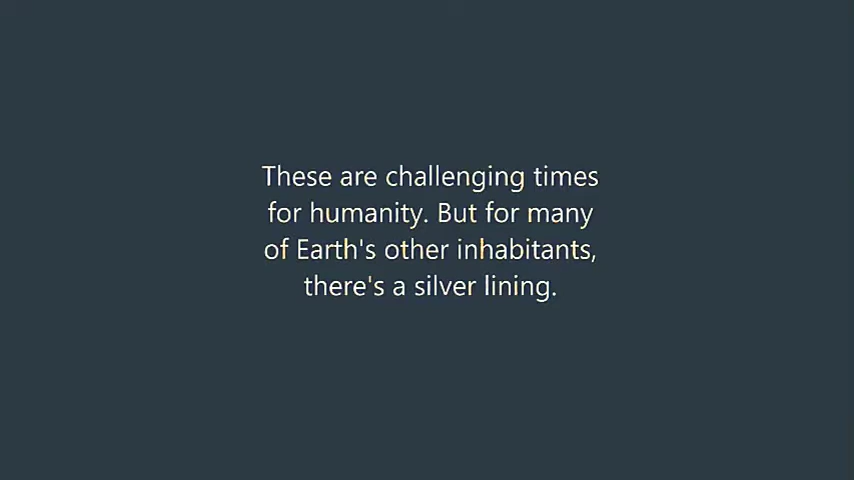 These are challenging times
for humanity. But for many
of Earth's other inhabitants,
there's a silver lining.